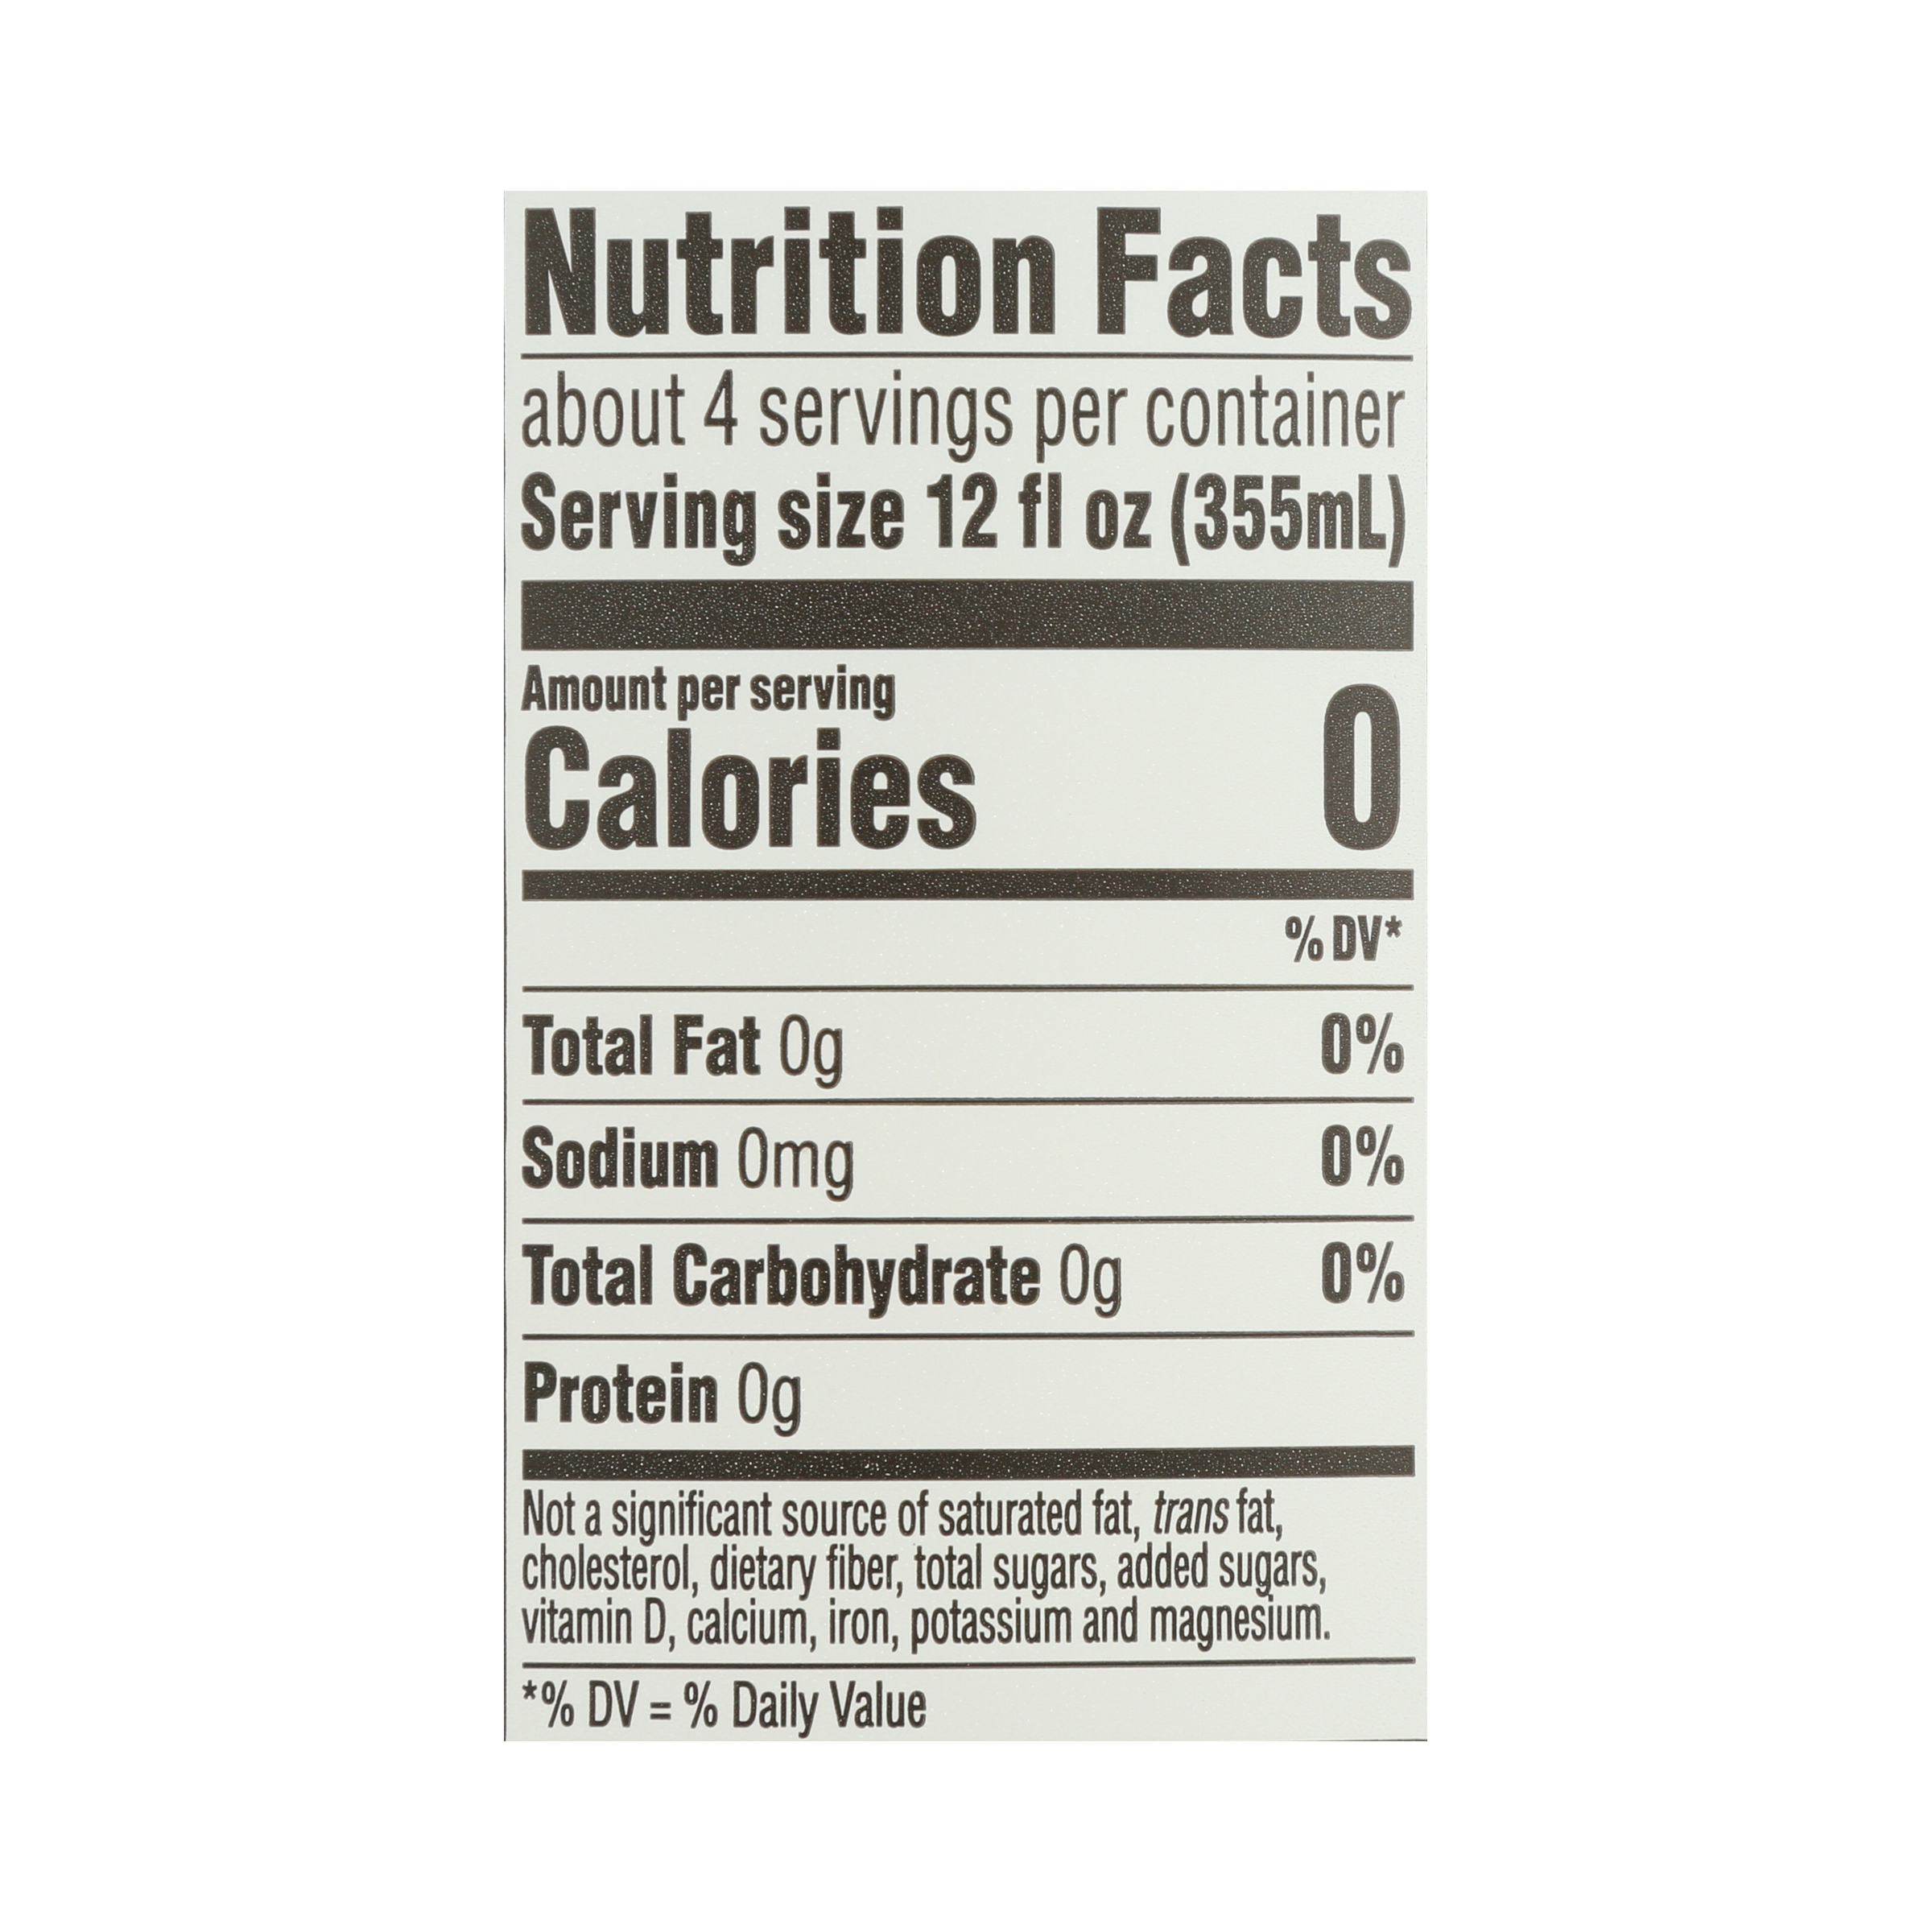 Nutrition Facts
about 4 servings per container
Serving size 12 fl oz (355mL)
Amount per serving
Calories 0
% DV*
Total Fat 0g 0%
Sodium 0mg 0%
Total Carbohydrate 0g 0%
Protein 0g
Not a significant source of saturated fat, trans fat,
cholesterol, dietary fiber, total sugars, added sugars,
vitamin D, calcium, iron, potassium and magnesium.
*% DV = % Daily Value